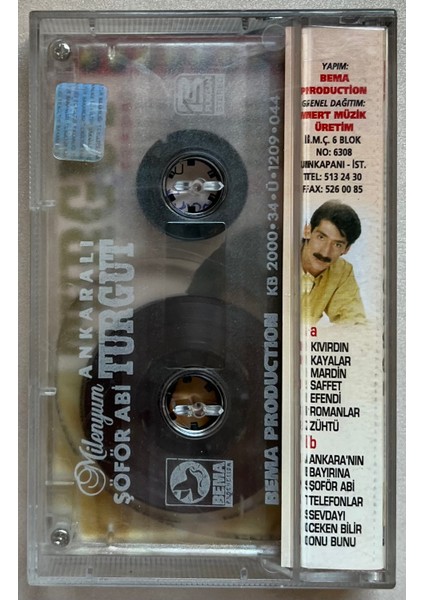 Milenyum ANKARALI
ŞÖFÖR ABİ TURGUT
BEMA
BEMA PRODUCTION KB 2000•34•Ü•1209•044
YAPIM:
BEMA
PRODUCTION
GENEL DAĞITIM:
MERT MÜZİK
ÜRETİM
İ.M.Ç. 6 BLOK
NO: 6308
UNKAPANI - İST.
TEL: 513 24 30
FAX: 526 00 85
a
KIVIRDIN
KAYALAR
MARDİN
SAFFET
EFENDİ
ROMANLAR
ZÜHTÜ
b
ANKARA'NIN
BAYIRINA
ŞOFÖR ABİ
TELEFONLAR
SEVDAYI
ÇEKEN BİLİR
ONU BUNU